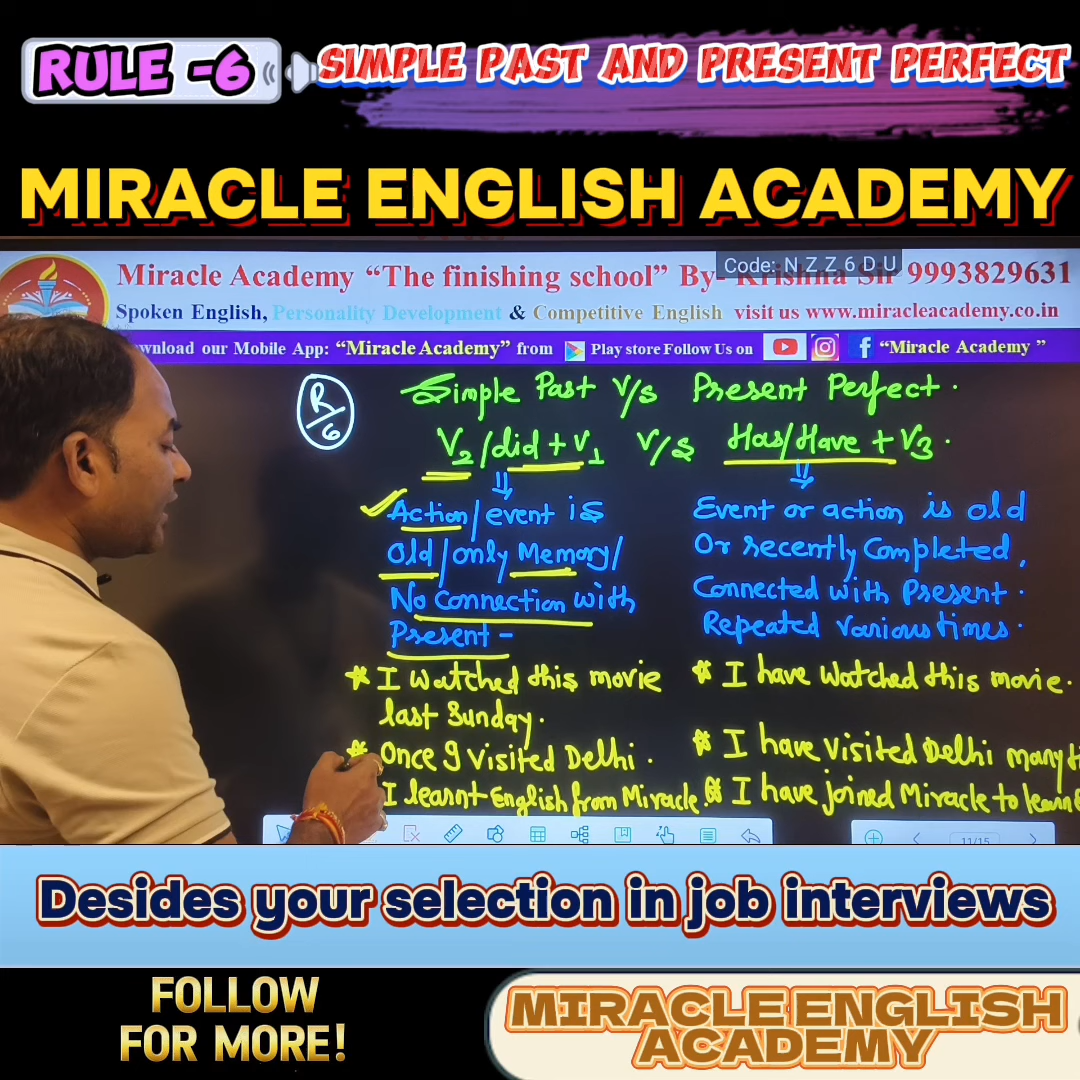 RULE -6
SIMPLE PAST AND PRESENT PERFECT
MIRACLE ENGLISH ACADEMY
Miracle Academy “The finishing school” By- Krishna Sir 9993829631
Code: N Z Z 6 D U
Spoken English, Personality Development & Competitive English visit us www.miracleacademy.co.in
wnload our Mobile App: “Miracle Academy” from Play store Follow Us on “Miracle Academy ”
R/6
Simple Past V/s Present Perfect.
V2/did + V1 V/s Has/Have + V3.
Action/event is
Old/only Memory/
No Connection with
Present -
Event or action is old
Or recently Completed,
Connected with Present.
Repeated various times.
* I watched this movie
last Sunday.
* Once I visited Delhi.
I learnt English from Miracle.
* I have watched this movie.
* I have visited Delhi many ti
* I have joined Miracle to learn E
11/15
Desides your selection in job interviews
FOLLOW
FOR MORE!
MIRACLE ENGLISH
ACADEMY